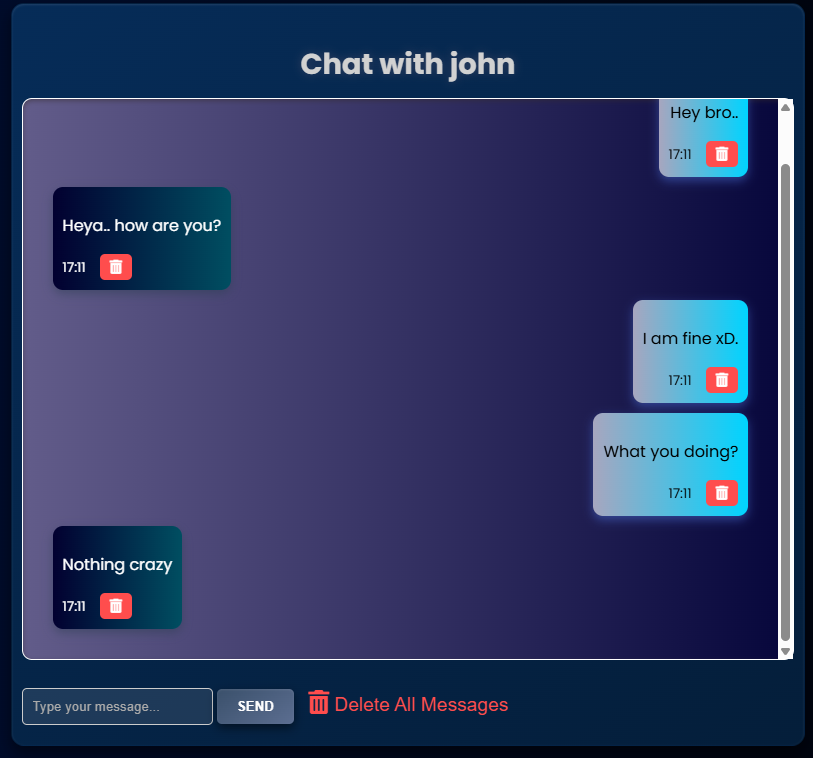 Chat with john
Hey bro..
17:11
Heya.. how are you?
17:11
I am fine xD.
17:11
What you doing?
17:11
Nothing crazy
17:11
Type your message...
SEND
Delete All Messages